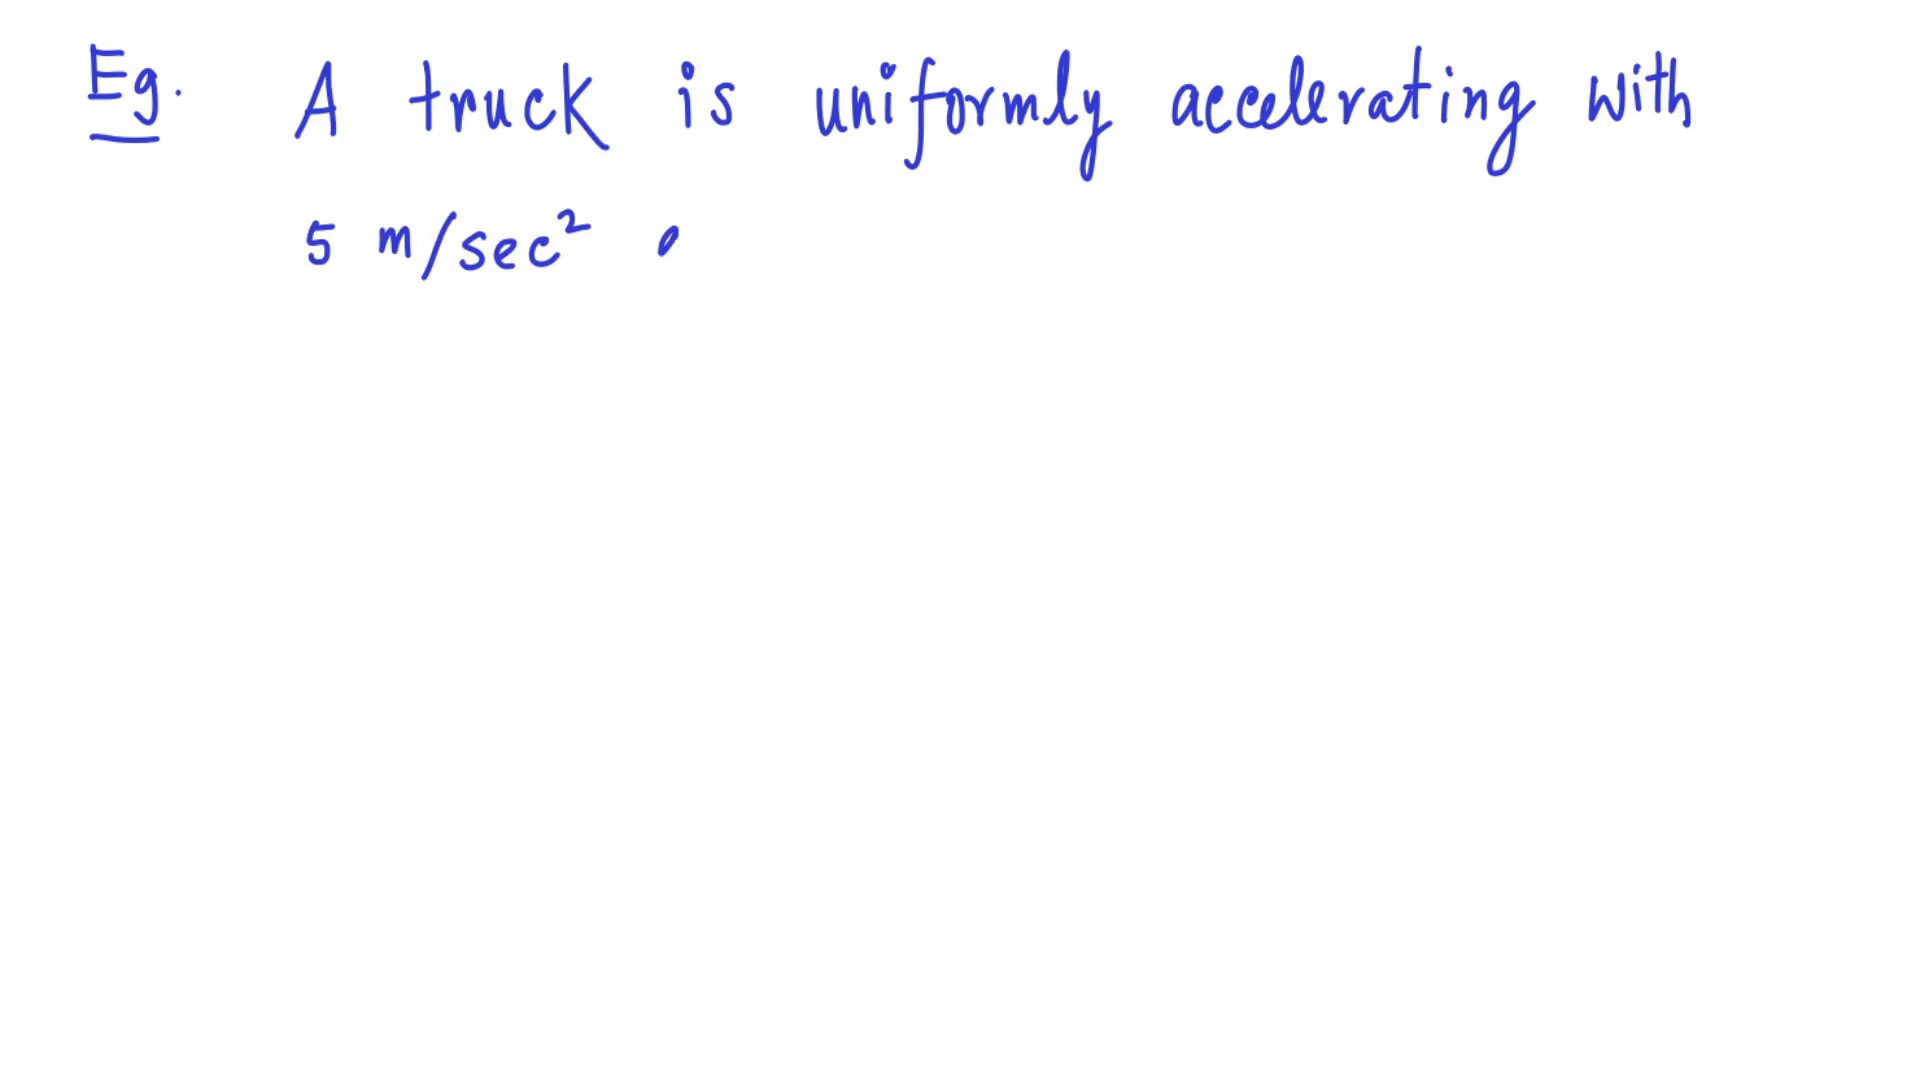 Eg. A truck is uniformly accelerating with
5 m/sec²